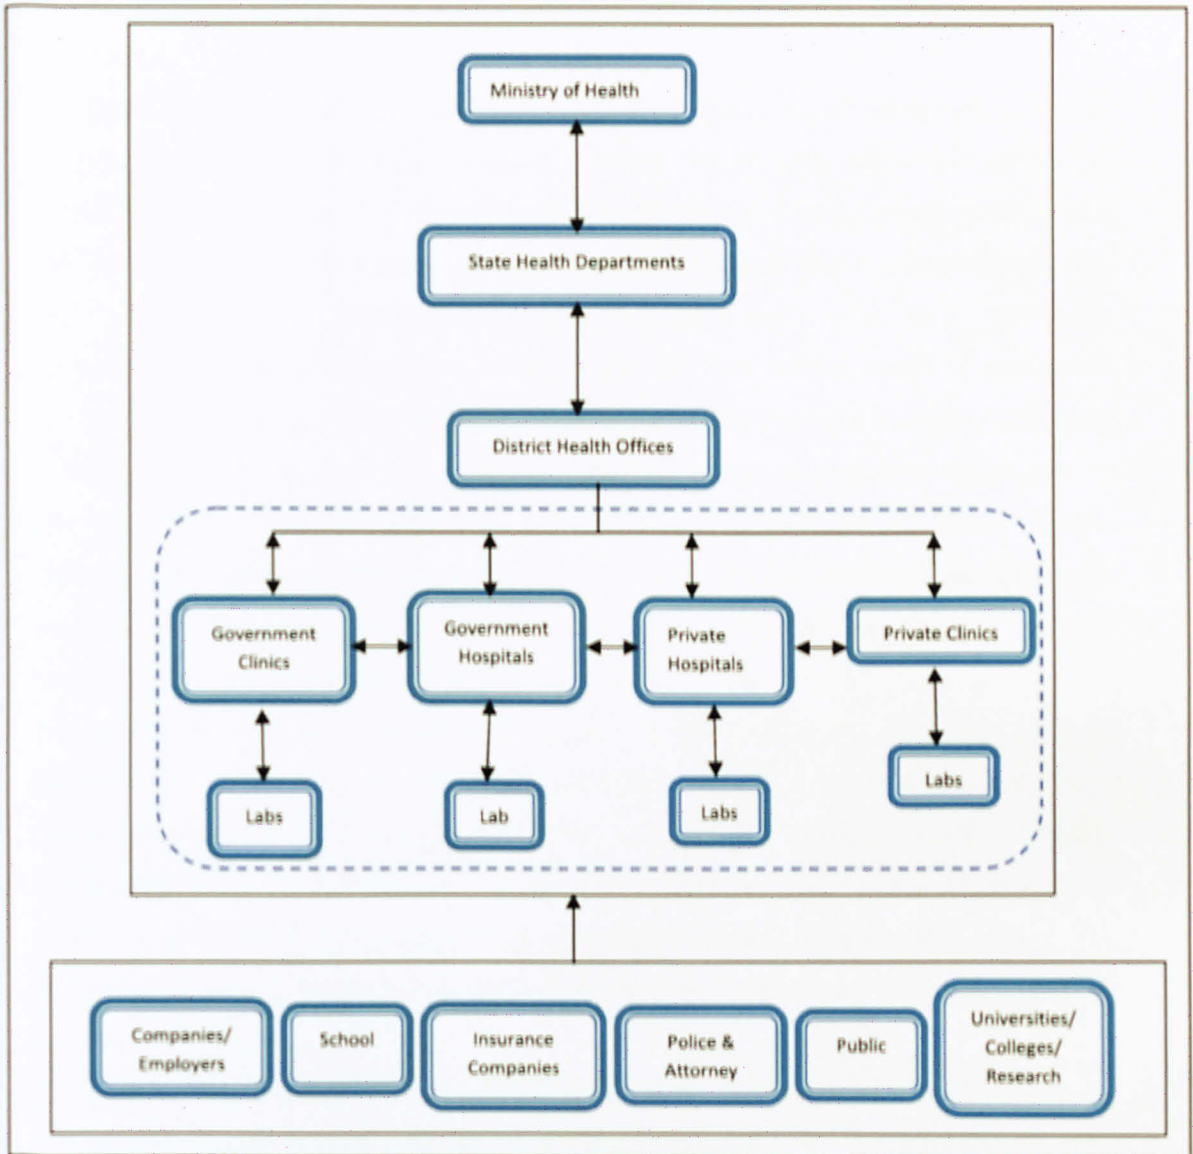 Ministry of Health
State Health Departments
District Health Offices
Government
Clinics
Government
Hospitals
Private
Hospitals
Private Clinics
Labs
Lab
Labs
Labs
Companies/
Employers
School
Insurance
Companies
Police &
Attorney
Public
Universities/
Colleges/
Research